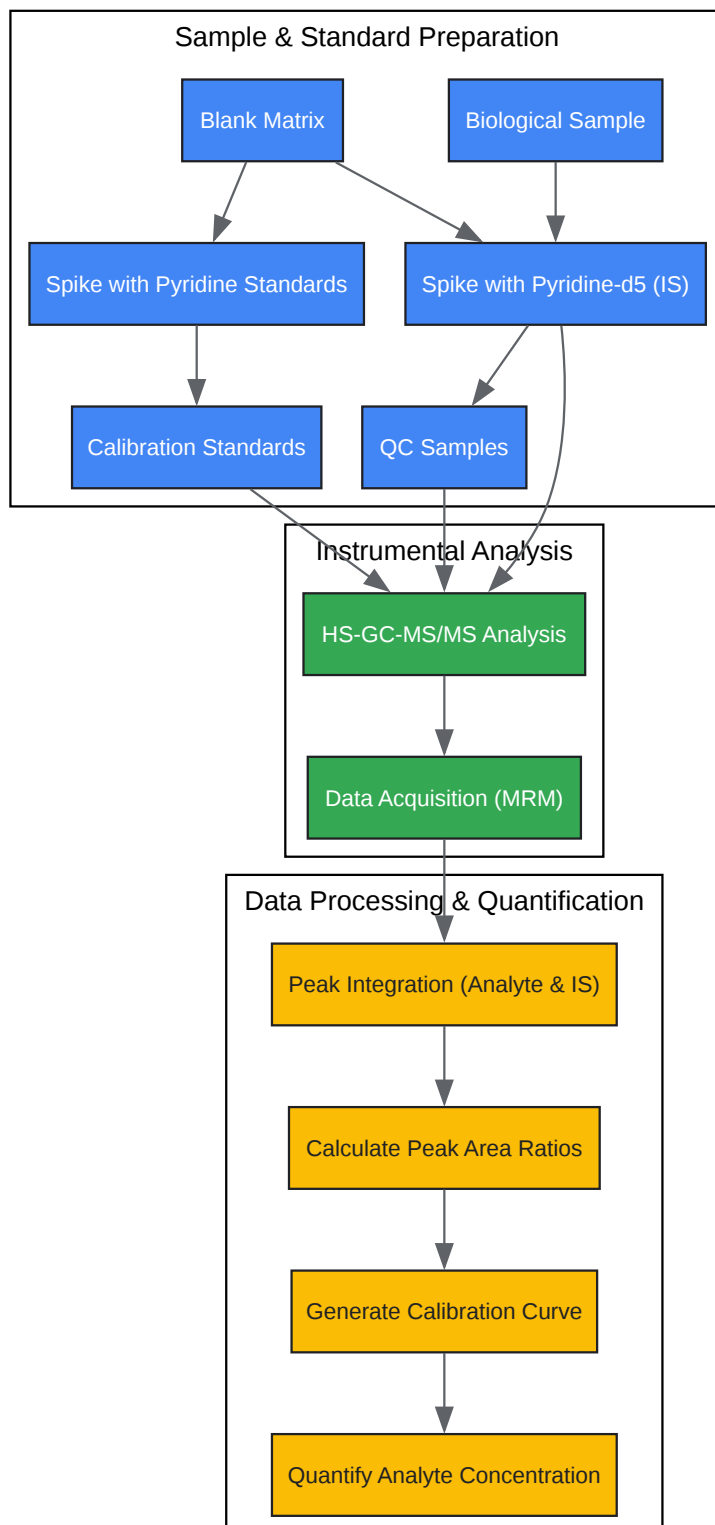 Sample & Standard Preparation
Blank Matrix
Biological Sample
Spike with Pyridine Standards
Spike with Pyridine-d5 (IS)
Calibration Standards
QC Samples
Instrumental Analysis
HS-GC-MS/MS Analysis
Data Acquisition (MRM)
Data Processing & Quantification
Peak Integration (Analyte & IS)
Calculate Peak Area Ratios
Generate Calibration Curve
Quantify Analyte Concentration